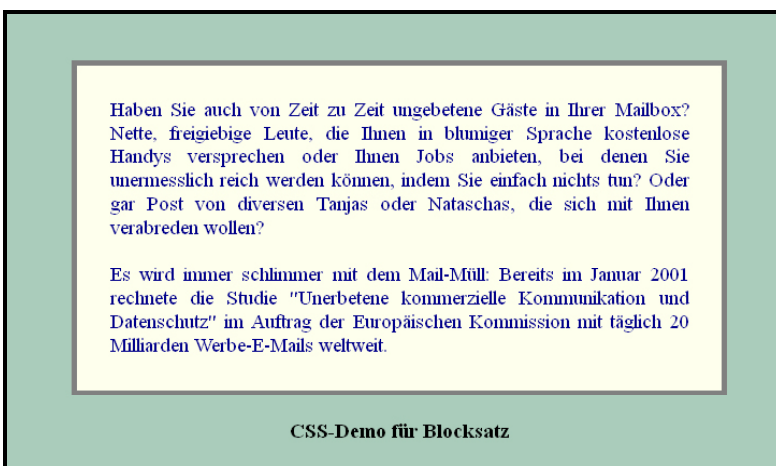 Haben Sie auch von Zeit zu Zeit ungebetene Gäste in Ihrer Mailbox?
Nette, freigiebige Leute, die Ihnen in blumiger Sprache kostenlose
Handys versprechen oder Ihnen Jobs anbieten, bei denen Sie
unermesslich reich werden können, indem Sie einfach nichts tun? Oder
gar Post von diversen Tanjas oder Nataschas, die sich mit Ihnen
verabreden wollen?
Es wird immer schlimmer mit dem Mail-Müll: Bereits im Januar 2001
rechnete die Studie "Unerbetene kommerzielle Kommunikation und
Datenschutz" im Auftrag der Europäischen Kommission mit täglich 20
Milliarden Werbe-E-Mails weltweit.
CSS-Demo für Blocksatz